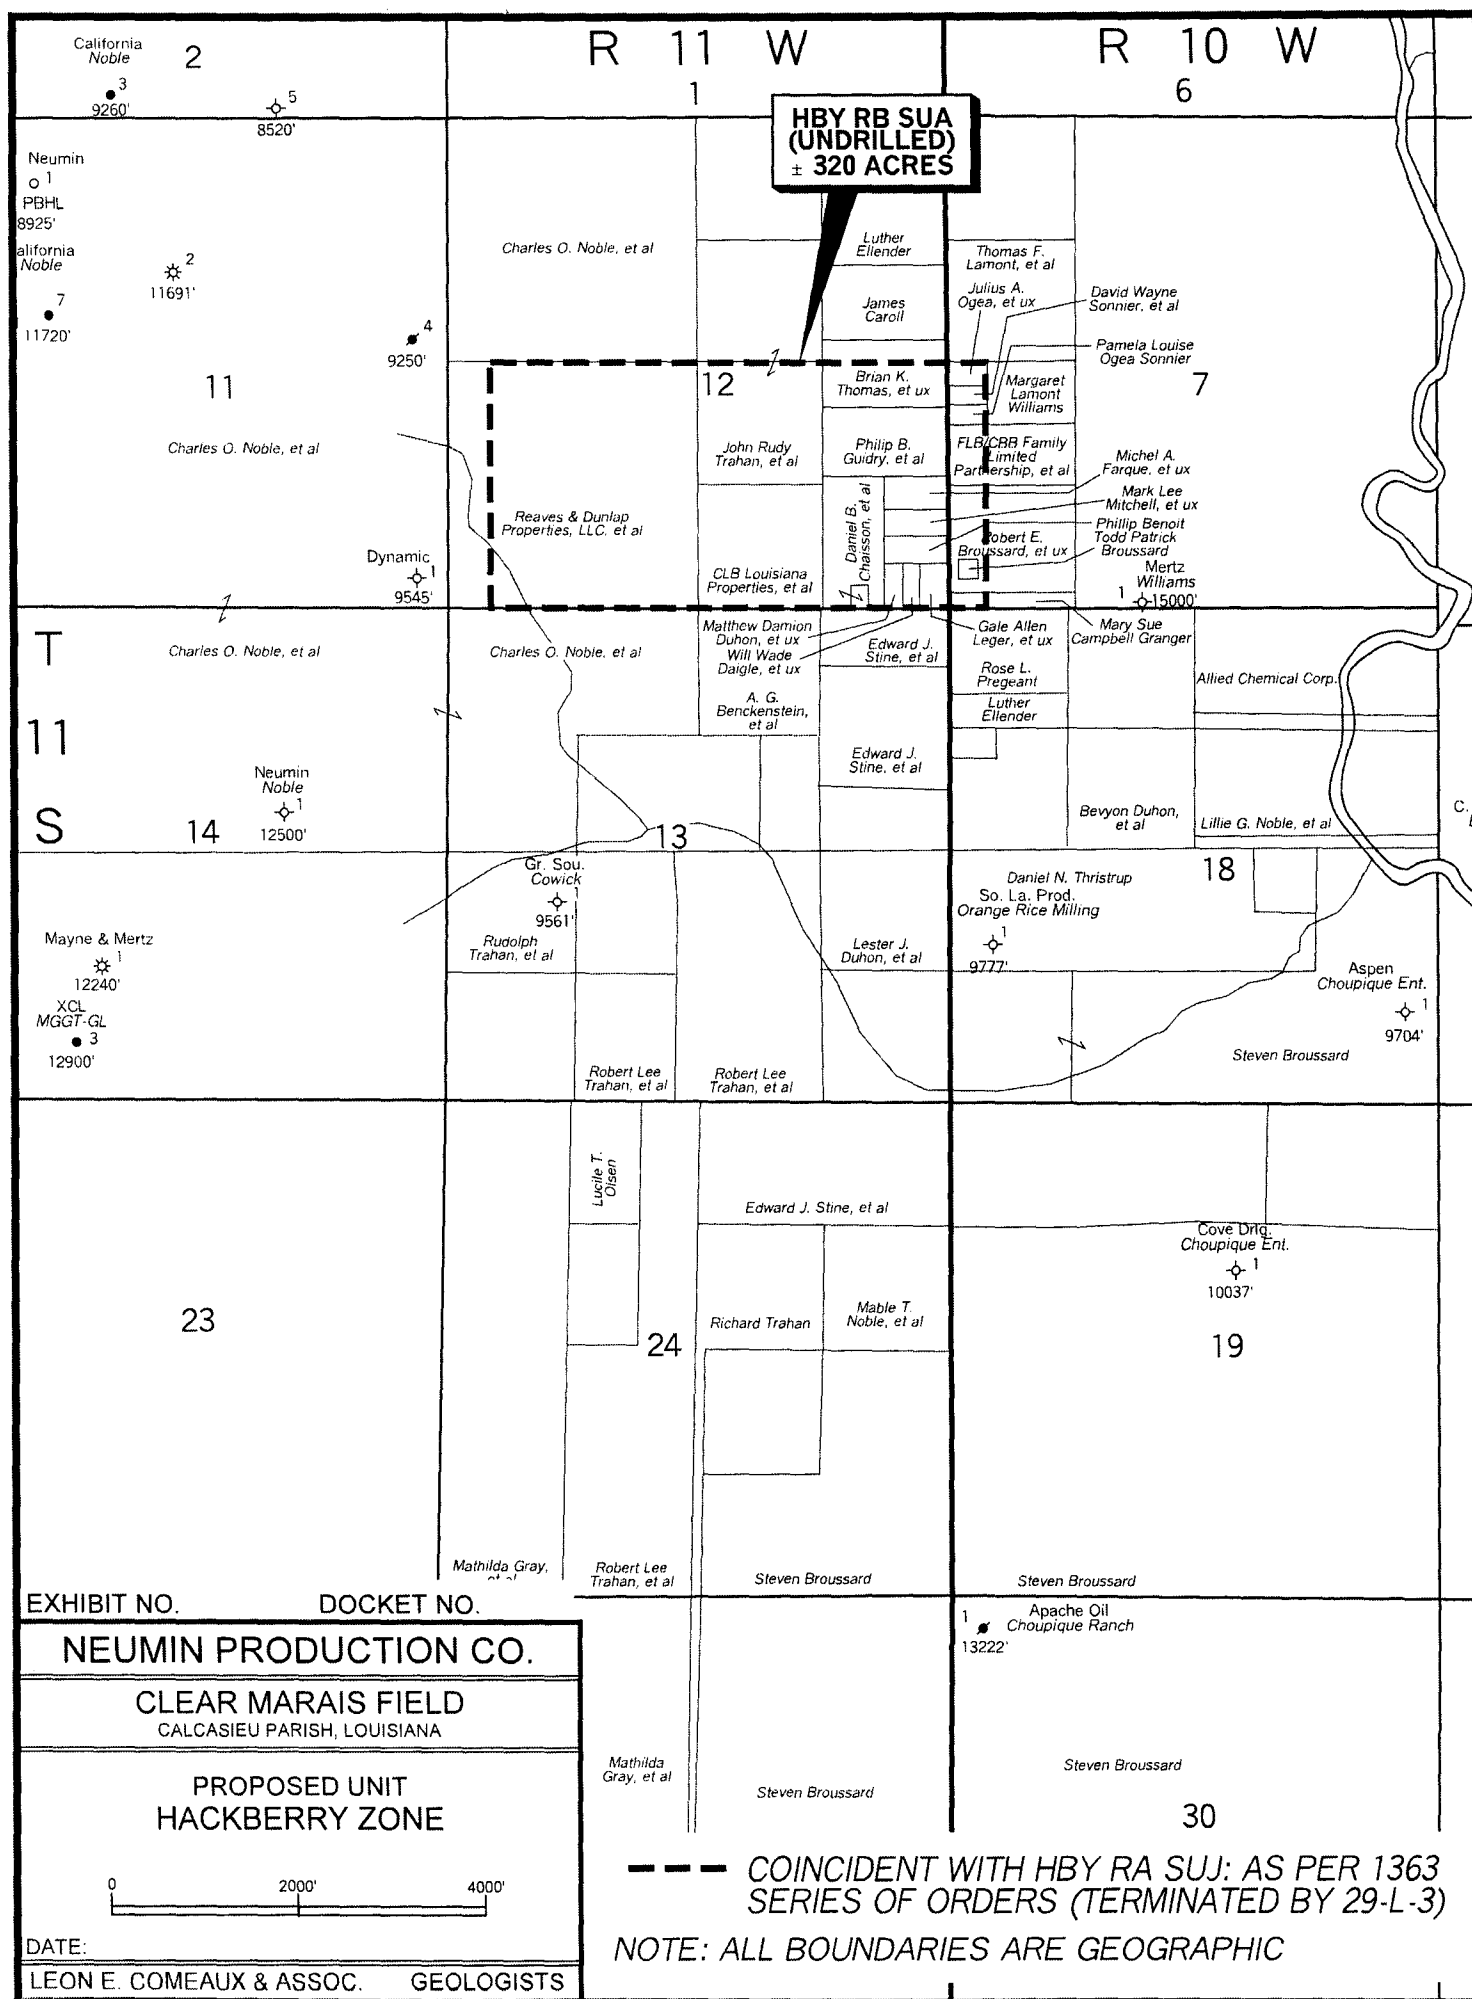 R 11 W
R 10 W
California
Noble
2
3
9260'
5
8520'
1
6
HBY RB SUA
(UNDRILLED)
± 320 ACRES
Neumin
1
PBHL
8925'
alifornia
Noble
7
11720'
2
11691'
4
9250'
11
Charles O. Noble, et al
Charles O. Noble, et al
Luther
Ellender
James
Caroll
Thomas F.
Lamont, et al
Julius A.
Ogea, et ux
David Wayne
Sonnier, et al
Pamela Louise
Ogea Sonnier
12
Brian K.
Thomas, et ux
Margaret
Lamont
Williams
7
John Rudy
Trahan, et al
Philip B.
Guidry, et al
FLB/CBB Family
Limited
Partnership, et al
Michel A.
Farque, et ux
Mark Lee
Mitchell, et ux
Phillip Benoit
Todd Patrick
Broussard
Reaves & Dunlap
Properties, LLC, et al
Daniel B.
Chaisson, et al
Robert E.
Broussard, et ux
Dynamic
1
9545'
CLB Louisiana
Properties, et al
Mertz
Williams
1
15000'
T
11
S
Charles O. Noble, et al
Charles O. Noble, et al
Matthew Damion
Duhon, et ux
Will Wade
Daigle, et ux
Edward J.
Stine, et al
Gale Allen
Leger, et ux
Mary Sue
Campbell Granger
Rose L.
Pregeant
Luther
Ellender
Allied Chemical Corp.
A. G.
Benckenstein,
et al
Edward J.
Stine, et al
Neumin
Noble
1
12500'
14
13
Bevyon Duhon,
et al
Lillie G. Noble, et al
C.
Gr. Sou.
Cowick
1
9561'
18
Daniel N. Thristrup
So. La. Prod.
Orange Rice Milling
1
9777'
Mayne & Mertz
1
12240'
XCL
MGGT-GL
3
12900'
Rudolph
Trahan, et al
Lester J.
Duhon, et al
Aspen
Choupique Ent.
1
9704'
Steven Broussard
Robert Lee
Trahan, et al
Robert Lee
Trahan, et al
Lucile T.
Olsen
Edward J. Stine, et al
Cove Drlg.
Choupique Ent.
1
10037'
23
24
Richard Trahan
Mable T.
Noble, et al
19
Mathilda Gray,
et al
Robert Lee
Trahan, et al
Steven Broussard
Steven Broussard
1
Apache Oil
Choupique Ranch
13222'
Mathilda
Gray, et al
Steven Broussard
Steven Broussard
30
EXHIBIT NO. DOCKET NO.
NEUMIN PRODUCTION CO.
CLEAR MARAIS FIELD
CALCASIEU PARISH, LOUISIANA
PROPOSED UNIT
HACKBERRY ZONE
0 2000' 4000'
DATE:
LEON E. COMEAUX & ASSOC. GEOLOGISTS
COINCIDENT WITH HBY RA SUJ: AS PER 1363
SERIES OF ORDERS (TERMINATED BY 29-L-3)
NOTE: ALL BOUNDARIES ARE GEOGRAPHIC